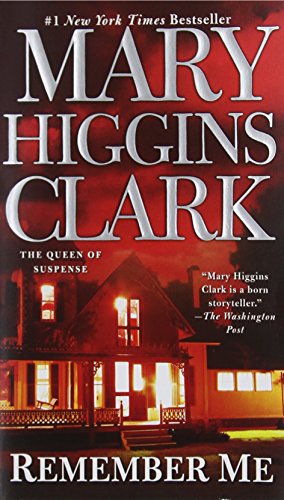 #1 New York Times Bestseller
MARY
HIGGINS
CLARK
THE QUEEN OF
SUSPENSE
“Mary Higgins
Clark is a born
storyteller.”
—The Washington
Post
REMEMBER ME